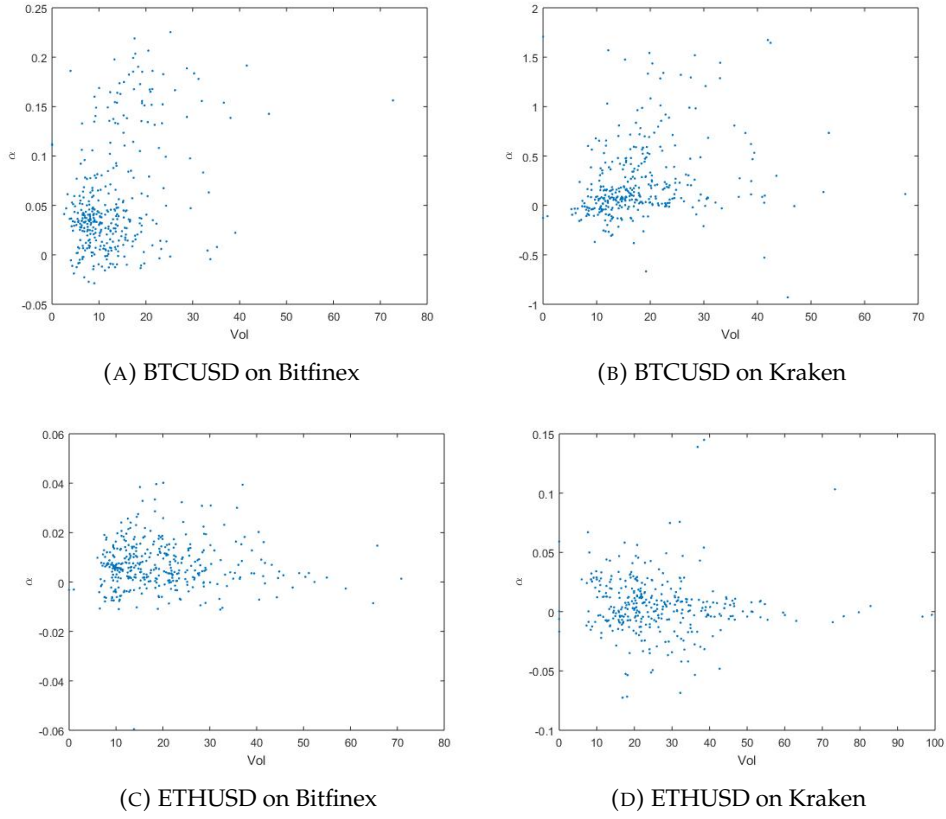 0.25
0.2
0.15
0.1
0.05
0
-0.05
α
0 10 20 30 40 50 60 70 80
Vol
(A) BTCUSD on Bitfinex
2
1.5
1
0.5
0
-0.5
-1
α
0 10 20 30 40 50 60 70
Vol
(B) BTCUSD on Kraken
0.06
0.04
0.02
0
-0.02
-0.04
-0.06
α
0 10 20 30 40 50 60 70 80
Vol
(C) ETHUSD on Bitfinex
0.15
0.1
0.05
0
-0.05
-0.1
α
0 10 20 30 40 50 60 70 80 90 100
Vol
(D) ETHUSD on Kraken